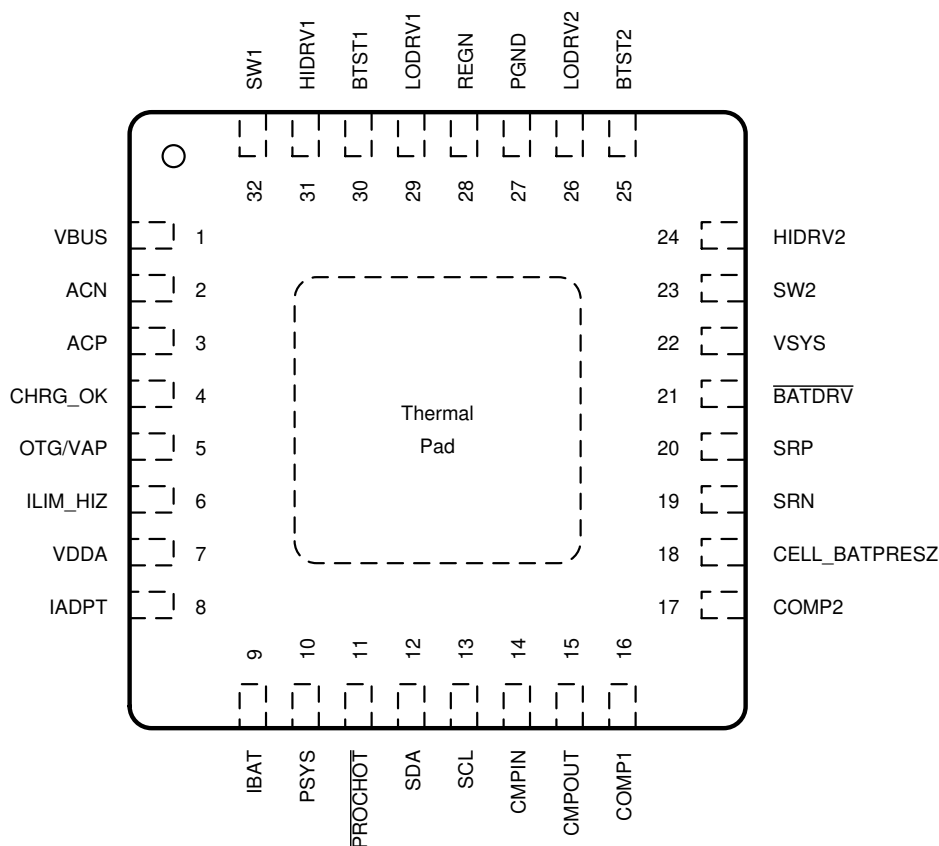 SW1
HIDRV1
BTST1
LODRV1
REGN
PGND
LODRV2
BTST2
32
31
30
29
28
27
26
25
VBUS 1
ACN 2
ACP 3
CHRG_OK 4
OTG/VAP 5
ILIM_HIZ 6
VDDA 7
IADPT 8
Thermal
Pad
24 HIDRV2
23 SW2
22 VSYS
21 BATDRV
20 SRP
19 SRN
18 CELL_BATPRESZ
17 COMP2
9
10
11
12
13
14
15
16
IBAT
PSYS
PROCHOT
SDA
SCL
CMPIN
CMPOUT
COMP1